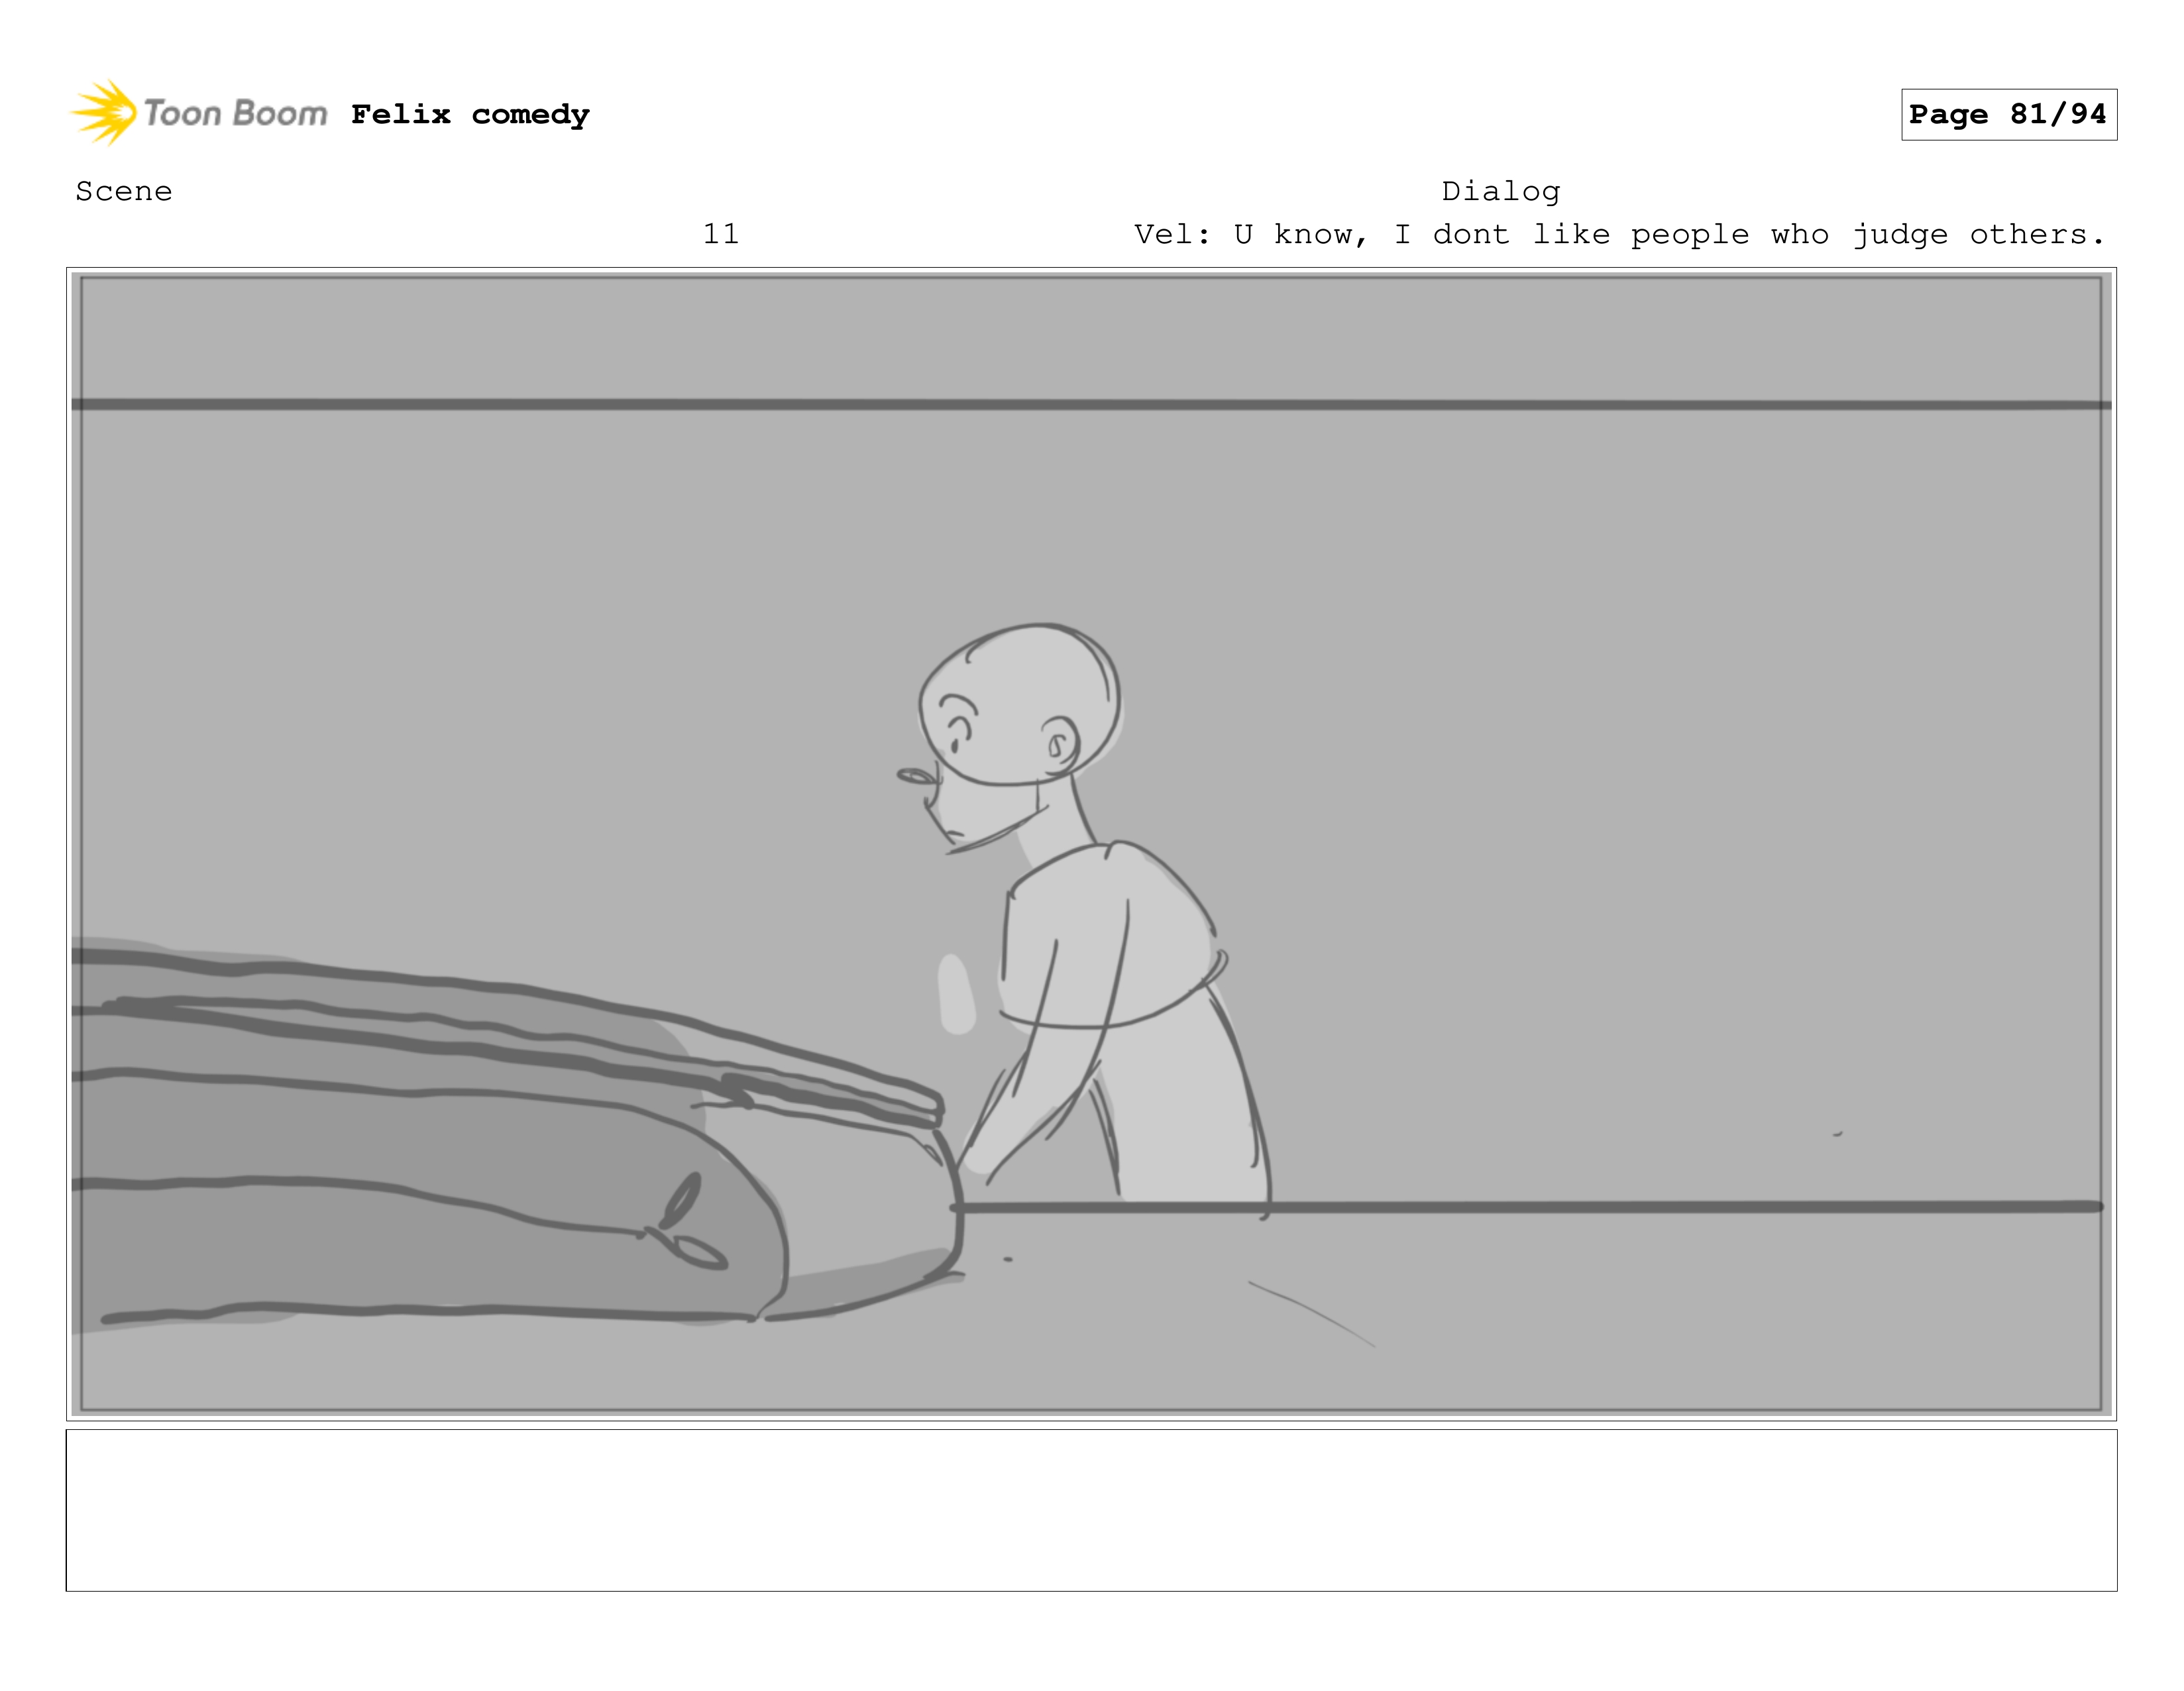 Toon Boom Felix comedy Page 81/94
Scene Dialog
11 Vel: U know, I dont like people who judge others.